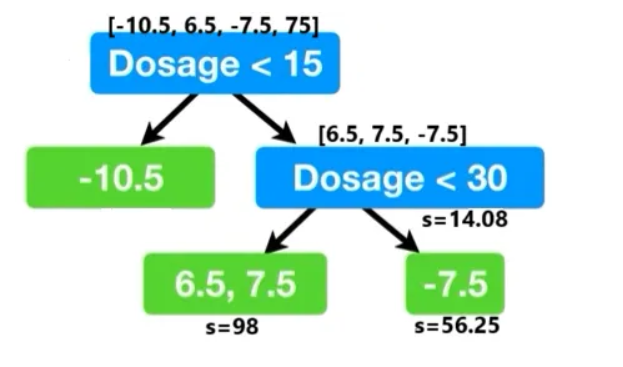 [-10.5, 6.5, -7.5, 75]
Dosage < 15
[6.5, 7.5, -7.5]
-10.5
Dosage < 30
s=14.08
6.5, 7.5
-7.5
s=98
s=56.25